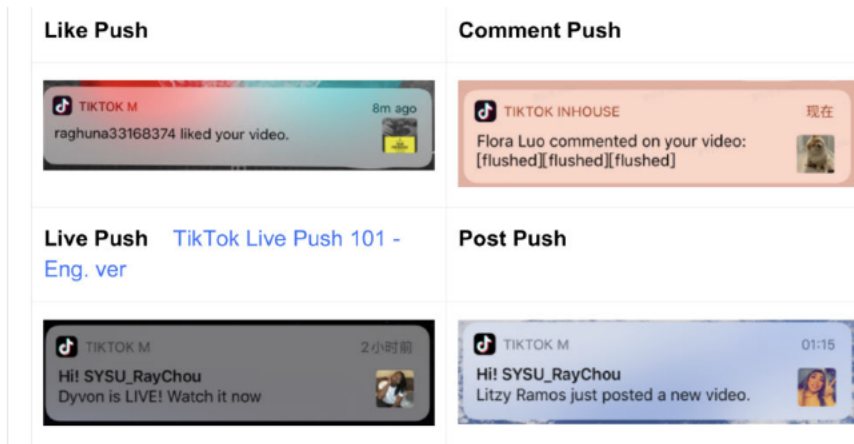 Like Push
Comment Push
TIKTOK M
8m ago
raghuna33168374 liked your video.
TIKTOK INHOUSE
现在
Flora Luo commented on your video:
[flushed][flushed][flushed]
Live Push TikTok Live Push 101 -
Eng. ver
Post Push
TIKTOK M
2小时前
Hi! SYSU_RayChou
Dyvon is LIVE! Watch it now
TIKTOK M
01:15
Hi! SYSU_RayChou
Litzy Ramos just posted a new video.